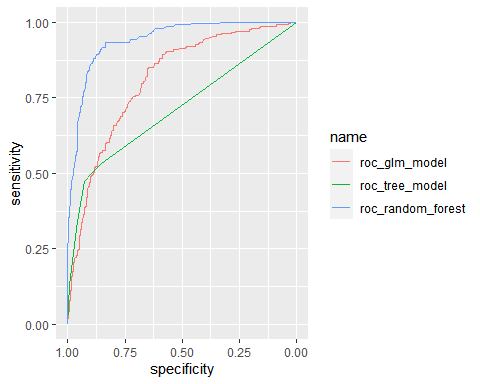 1.00
0.75
0.50
0.25
0.00
sensitivity
1.00 0.75 0.50 0.25 0.00
specificity
name
roc_glm_model
roc_tree_model
roc_random_forest